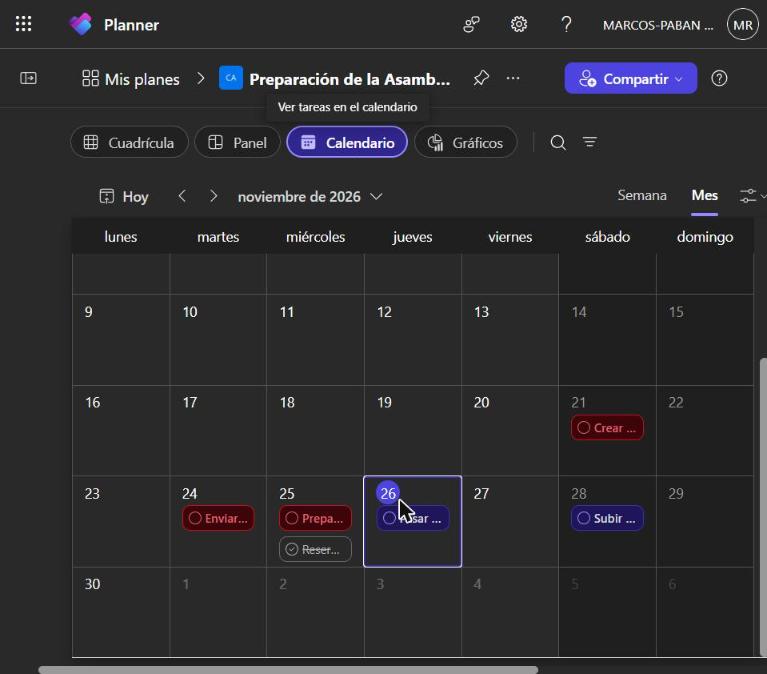 Planner
MARCOS-PABAN ...
MR
Mis planes
CA
Preparación de la Asamb...
...
Compartir
Ver tareas en el calendario
Cuadrícula
Panel
Calendario
Gráficos
Hoy
noviembre de 2026
Semana
Mes
lunes martes miércoles jueves viernes sábado domingo
9 10 11 12 13 14 15
16 17 18 19 20 21 22
Crear ...
23 24 25 26 27 28 29
Enviar... Prepa... sar ... Subir ...
Reser...
30 1 2 3 4 5 6